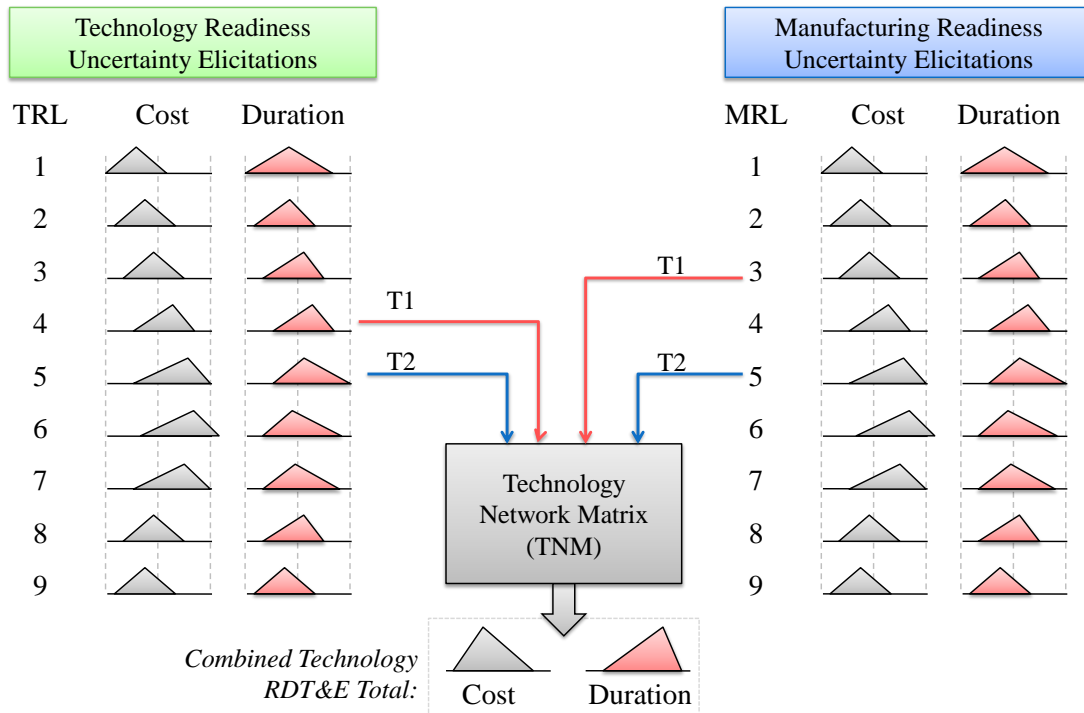 Technology Readiness
Uncertainty Elicitations
Manufacturing Readiness
Uncertainty Elicitations
TRL Cost Duration
MRL Cost Duration
1
2
3
4
5
6
7
8
9
1
2
3
4
5
6
7
8
9
T1
T2
T1
T2
Technology
Network Matrix
(TNM)
Combined Technology
RDT&E Total:
Cost Duration